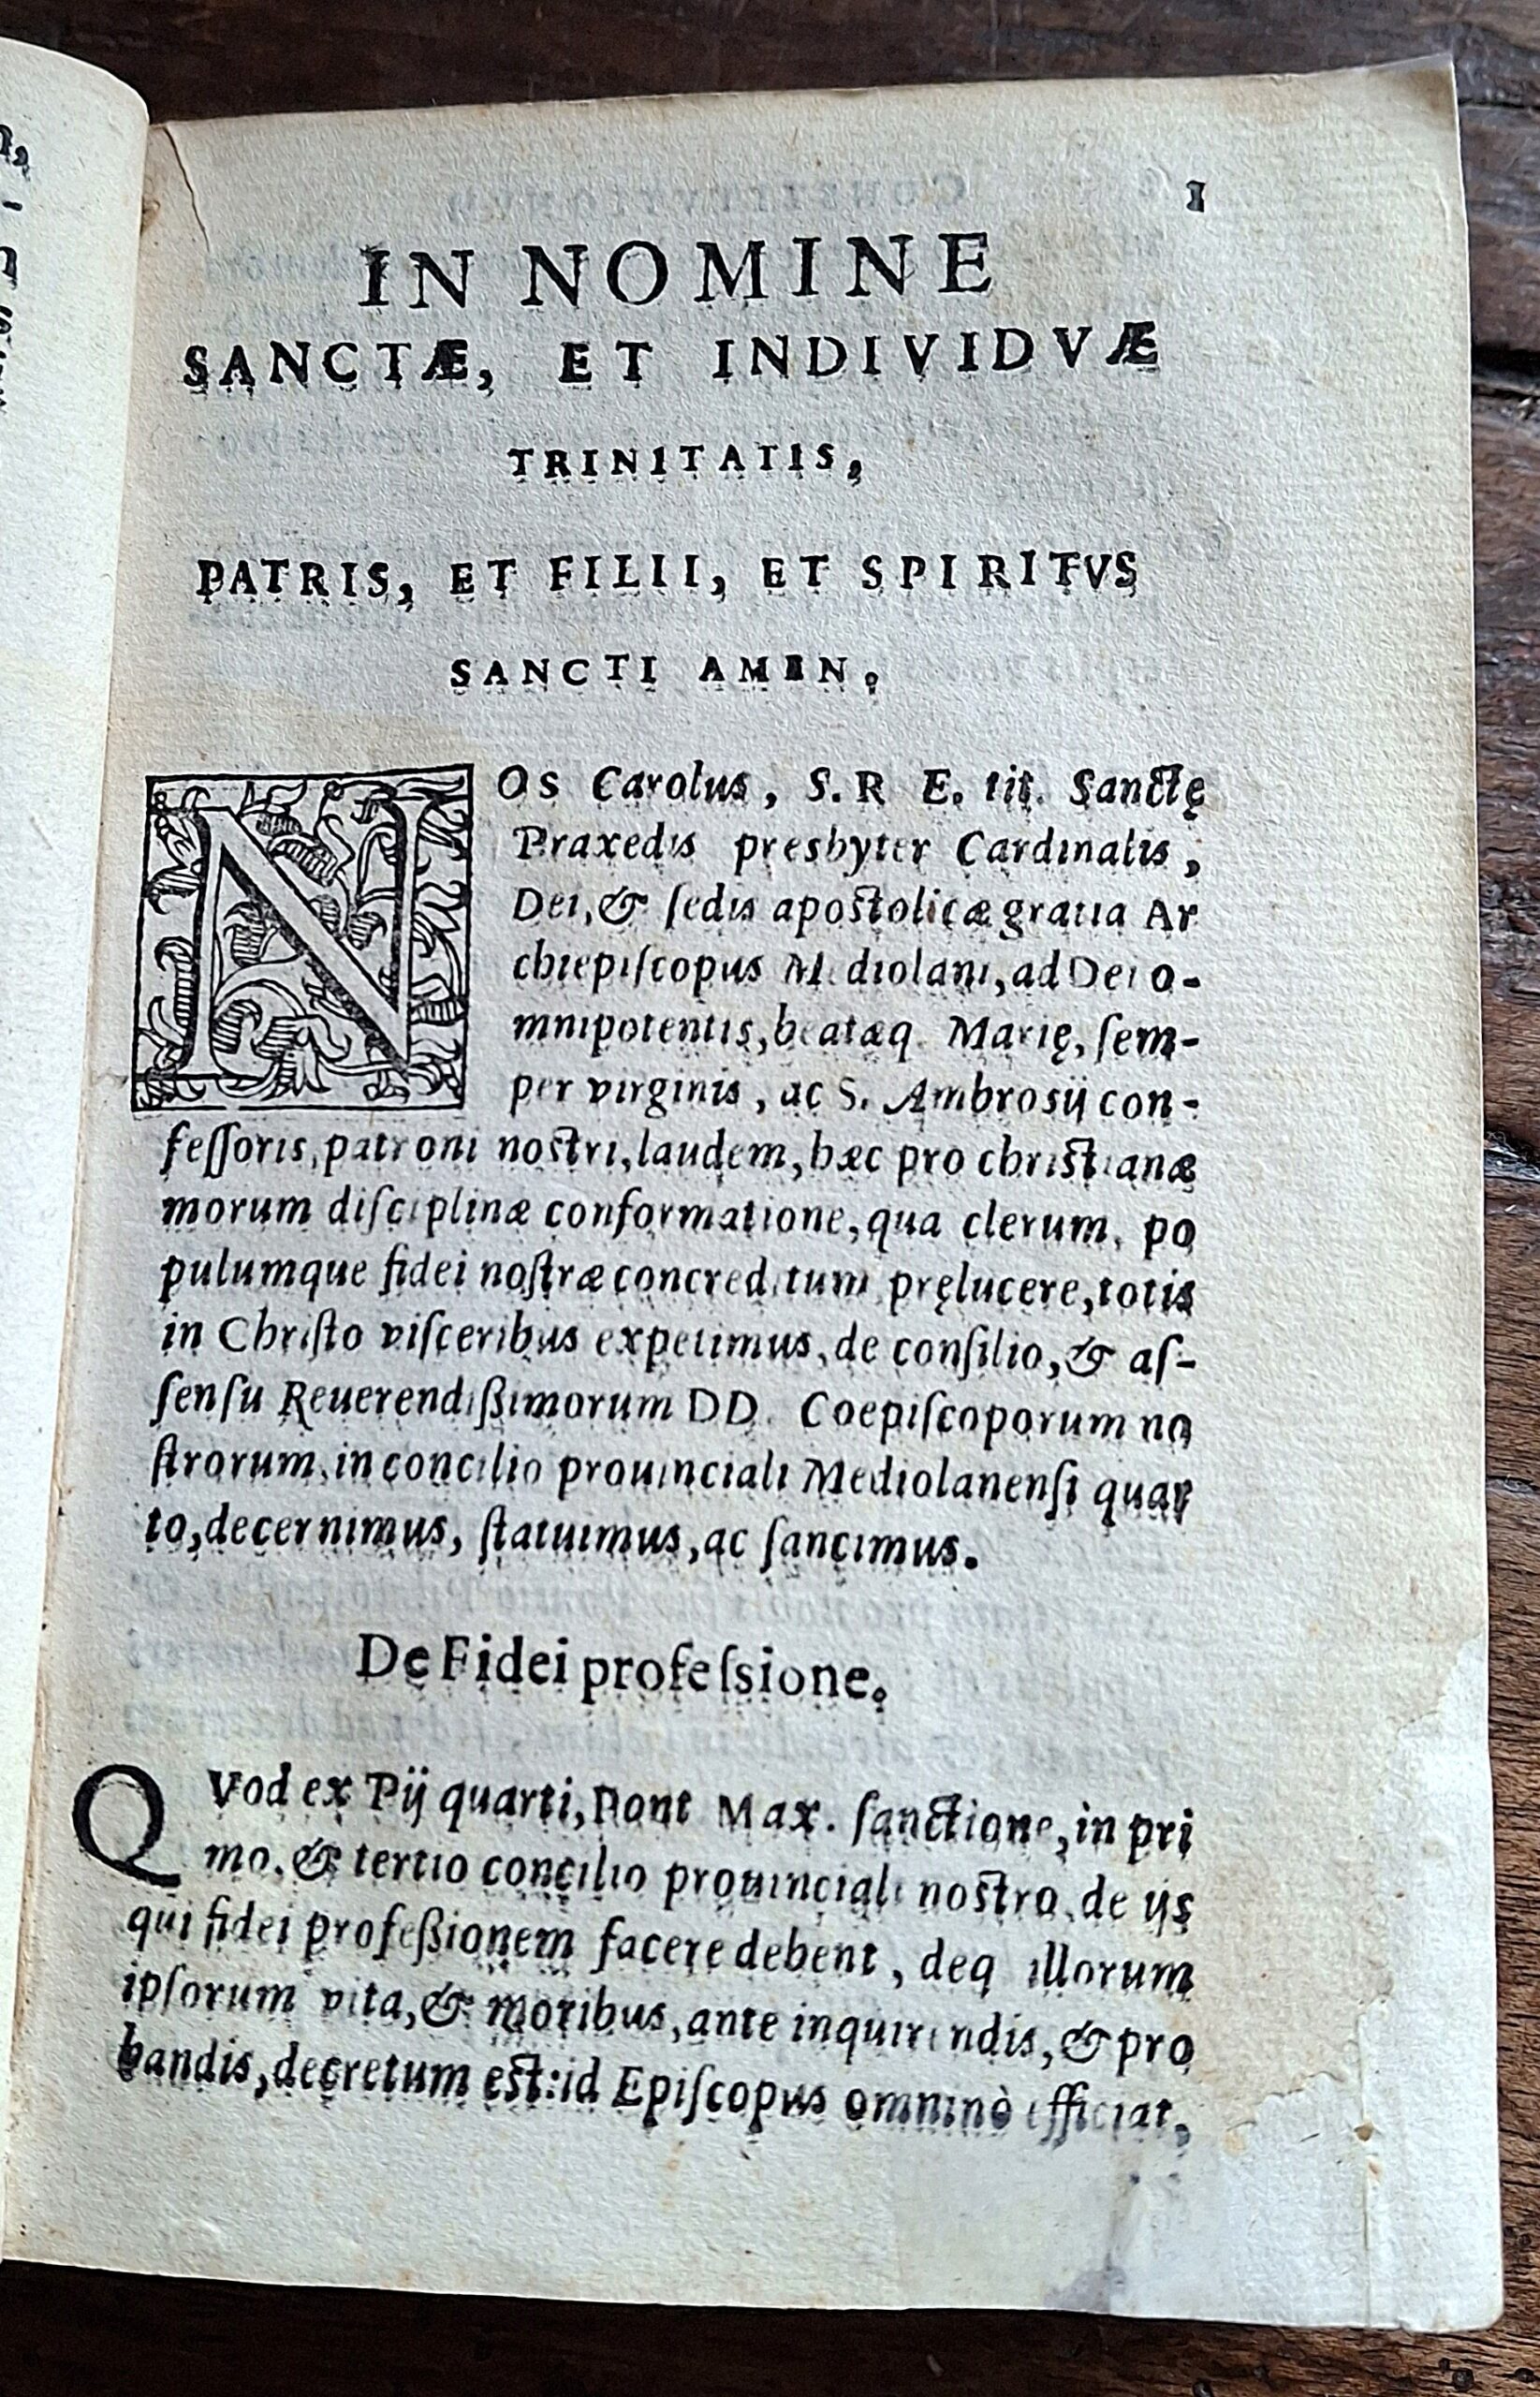 1
IN NOMINE
SANCTÆ, ET INDIVIDVÆ
TRINITATIS,
PATRIS, ET FILII, ET SPIRITVS
SANCTI AMEN.
NOs Carolus, S.R E. tit. Sanctę
Praxedis presbyter Cardinalis,
Dei, & ſedis apostolicæ gratia Ar
chiepiſcopus Mediolani, ad Dei o-
mnipotentis, beatæq. Marię, ſem-
per virginis, ac S. Ambrosij con-
feſſoris, patroni nostri, laudem, hæc pro christianæ
morum diſciplinæ conformatione, qua clerum, po
pulumque fidei noſtræ concreditum pręlucere, totis
in Chriſto viſceribus expetimus, de conſilio, & aſ-
ſenſu Reuerendißimorum DD. Coepiſcoporum no
ſtrorum, in concilio prouinciali Mediolanenſi quar
to, decernimus, ſtatuimus, ac ſancimus.
De Fidei profeſsione.
QVod ex Pij quarti, Pont Max. ſanctione, in pri
mo, & tertio concilio prouinciali nostro, de ijs
qui fidei profeßionem facere debent, deq illorum
ipſorum vita, & moribus, ante inquirendis, & pro
bandis, decretum est: id Epiſcopus omninò efficiat,